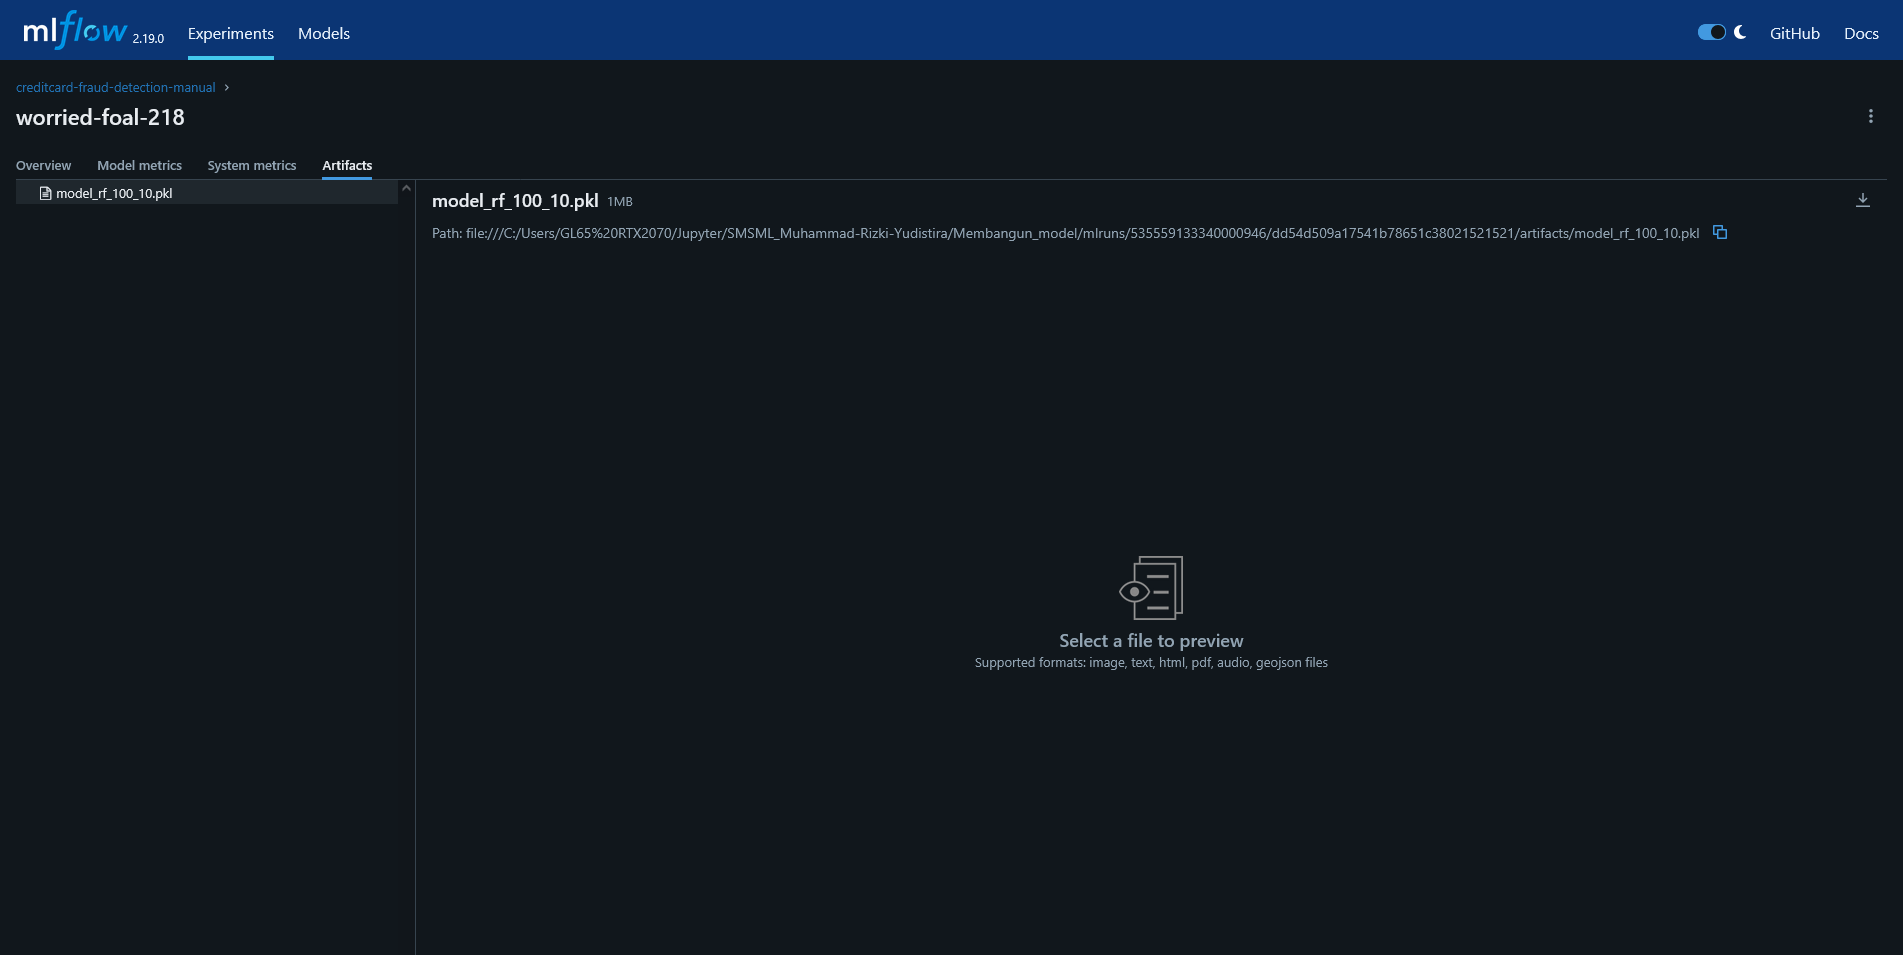 mlflow 2.19.0 Experiments Models GitHub Docs
creditcard-fraud-detection-manual
worried-foal-218
Overview Model metrics System metrics Artifacts
model_rf_100_10.pkl
model_rf_100_10.pkl 1MB
Path: file:///C:/Users/GL65%20RTX2070/Jupyter/SMSML_Muhammad-Rizki-Yudistira/Membangun_model/mlruns/535559133340000946/dd54d509a17541b78651c38021521521/artifacts/model_rf_100_10.pkl
Select a file to preview
Supported formats: image, text, html, pdf, audio, geojson files